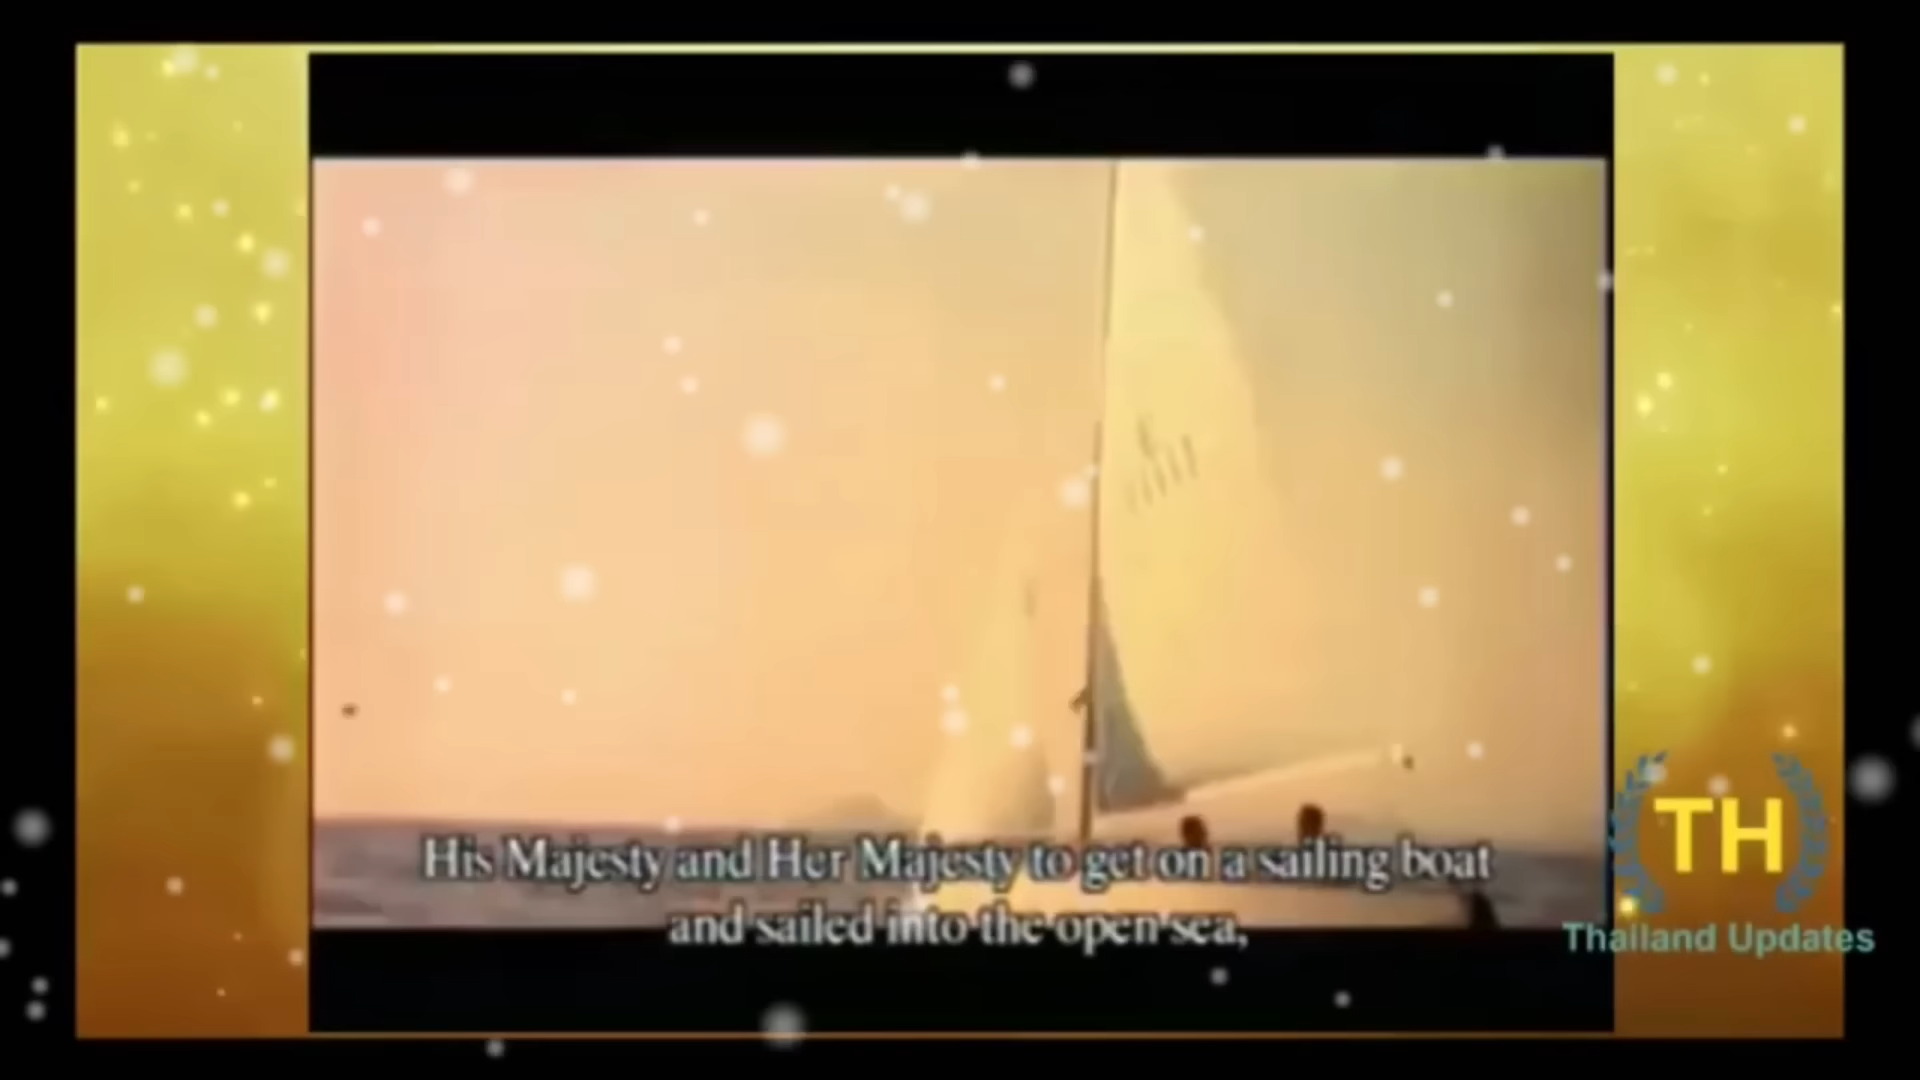 His Majesty and Her Majesty to get on a sailing boat
and sailed into the open sea,
TH
Thailand Updates